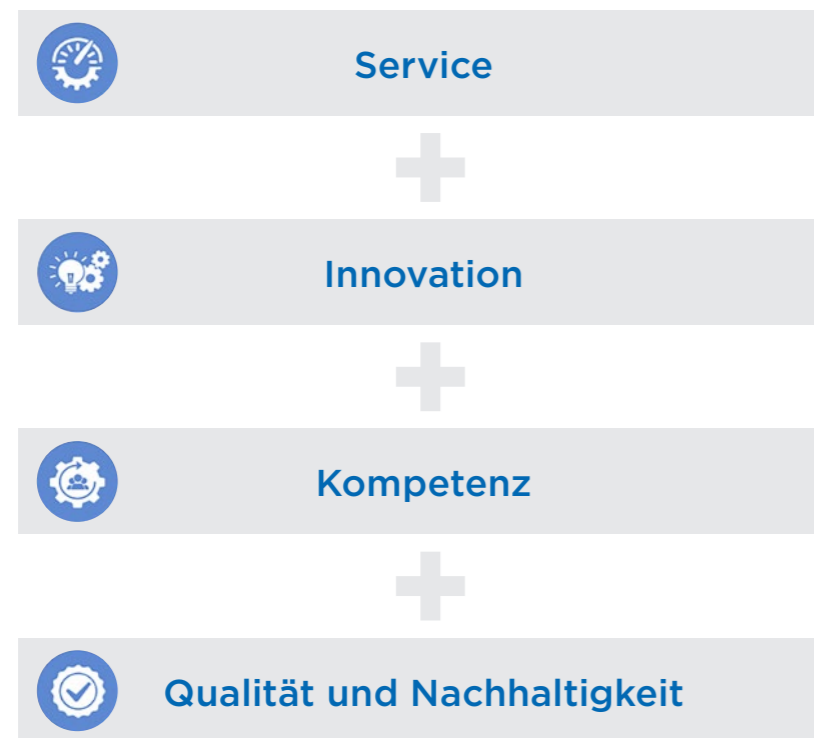 Service
Innovation
Kompetenz
Qualität und Nachhaltigkeit